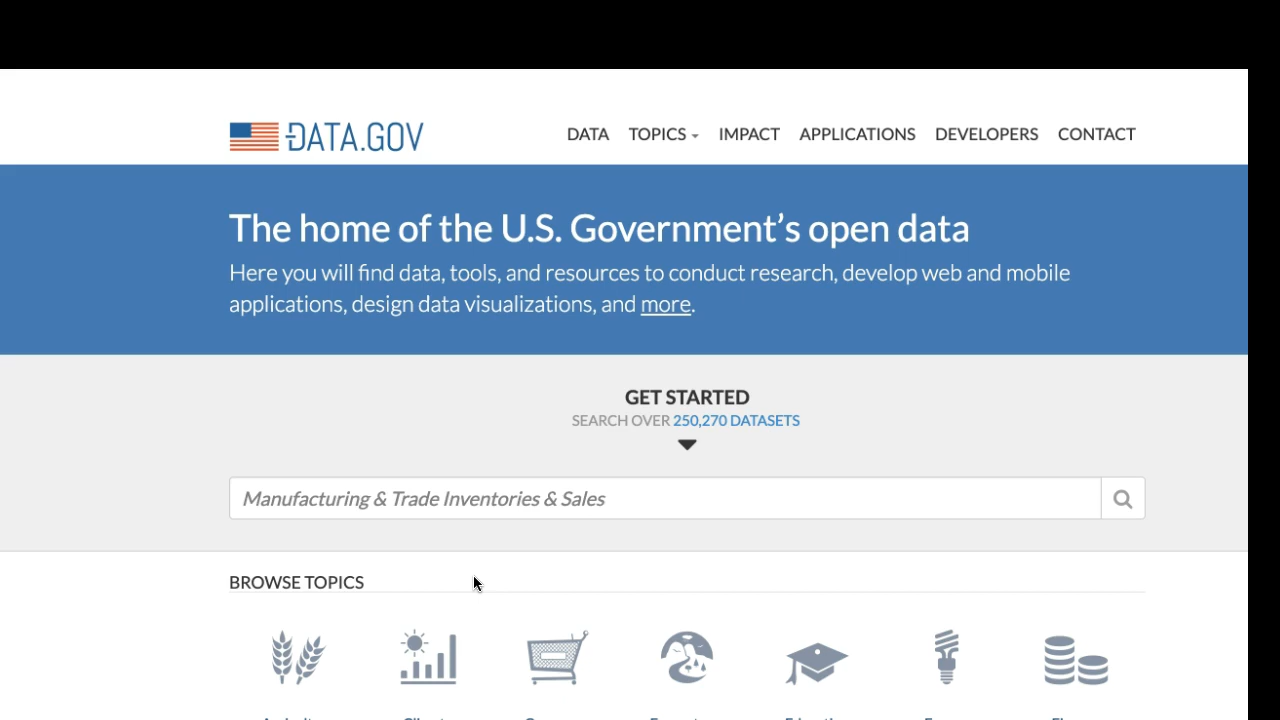 DATA.GOV
DATA TOPICS IMPACT APPLICATIONS DEVELOPERS CONTACT
The home of the U.S. Government’s open data
Here you will find data, tools, and resources to conduct research, develop web and mobile
applications, design data visualizations, and more.
GET STARTED
SEARCH OVER 250,270 DATASETS
Manufacturing & Trade Inventories & Sales
BROWSE TOPICS